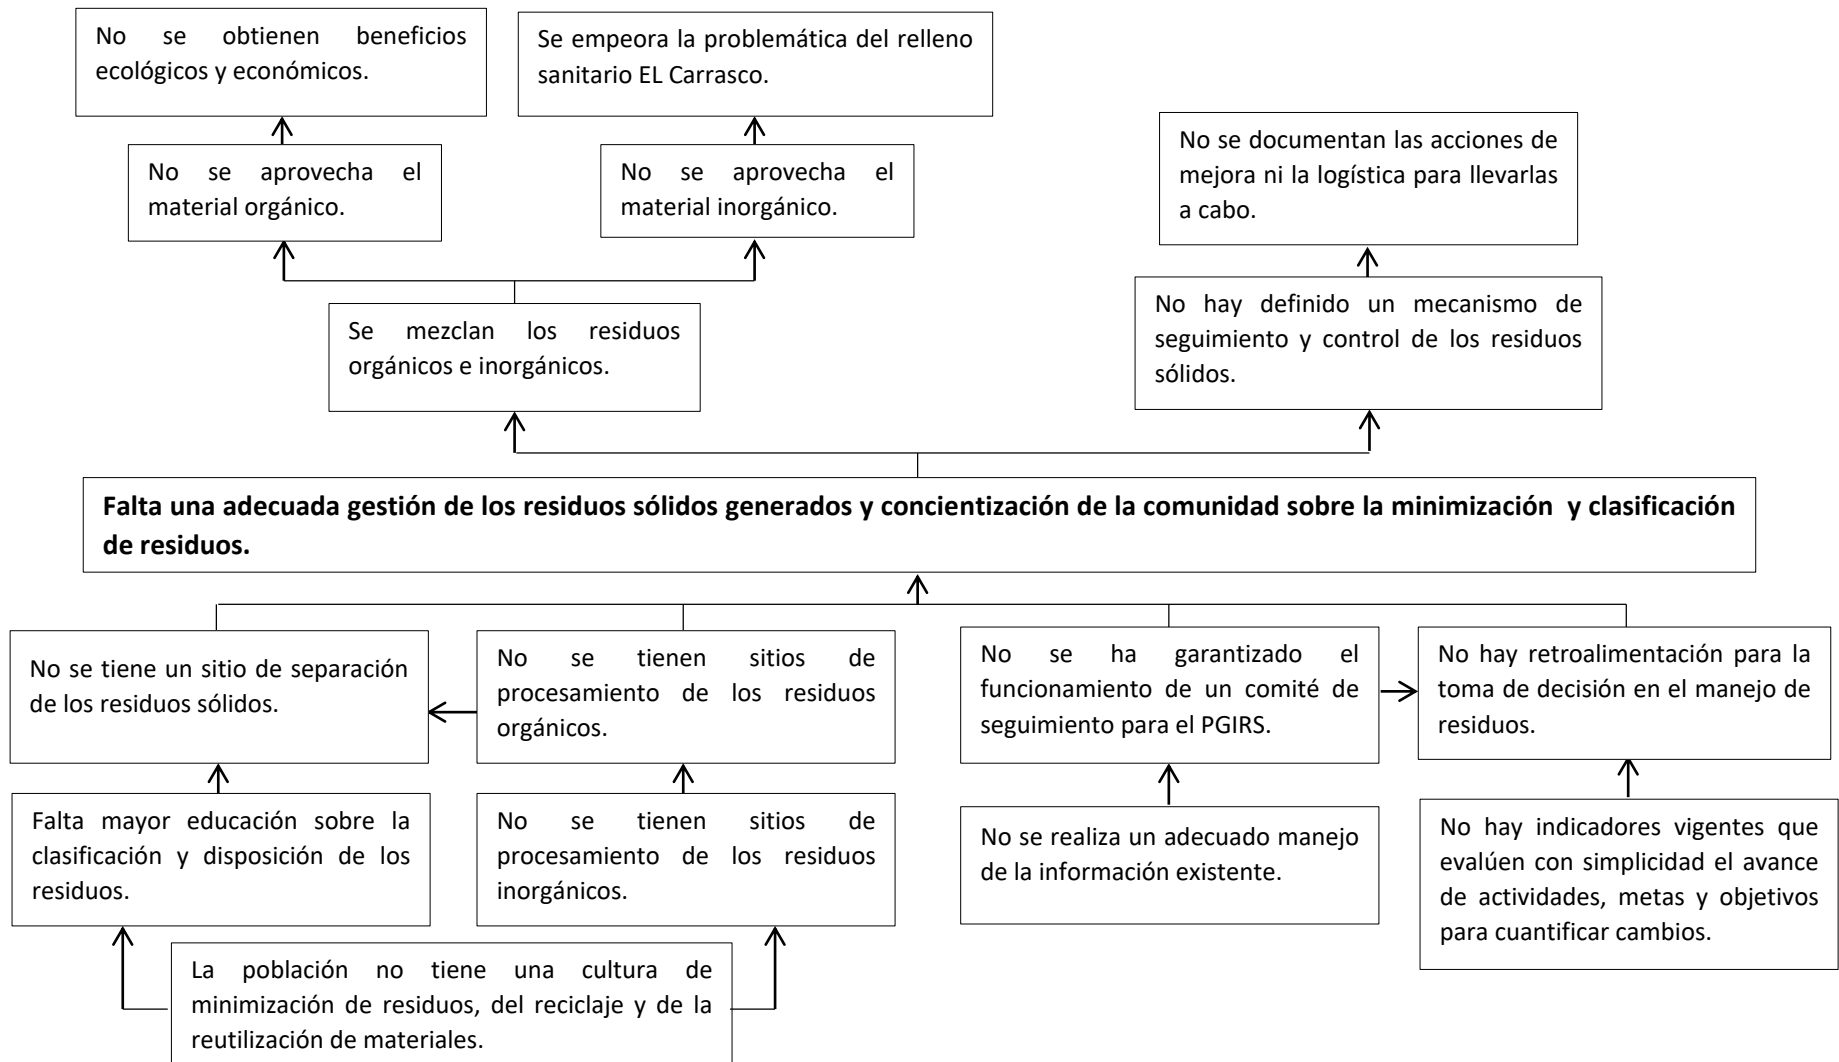 No se obtienen beneficios
ecológicos y económicos.
Se empeora la problemática del relleno
sanitario EL Carrasco.
No se aprovecha el
material orgánico.
No se aprovecha el
material inorgánico.
No se documentan las acciones de
mejora ni la logística para llevarlas
a cabo.
Se mezclan los residuos
orgánicos e inorgánicos.
No hay definido un mecanismo de
seguimiento y control de los residuos
sólidos.
Falta una adecuada gestión de los residuos sólidos generados y concientización de la comunidad sobre la minimización y clasificación
de residuos.
No se tiene un sitio de separación
de los residuos sólidos.
No se tienen sitios de
procesamiento de los residuos
orgánicos.
No se ha garantizado el
funcionamiento de un comité de
seguimiento para el PGIRS.
No hay retroalimentación para la
toma de decisión en el manejo de
residuos.
Falta mayor educación sobre la
clasificación y disposición de los
residuos.
No se tienen sitios de
procesamiento de los residuos
inorgánicos.
No se realiza un adecuado manejo
de la información existente.
No hay indicadores vigentes que
evalúen con simplicidad el avance
de actividades, metas y objetivos
para cuantificar cambios.
La población no tiene una cultura de
minimización de residuos, del reciclaje y de la
reutilización de materiales.